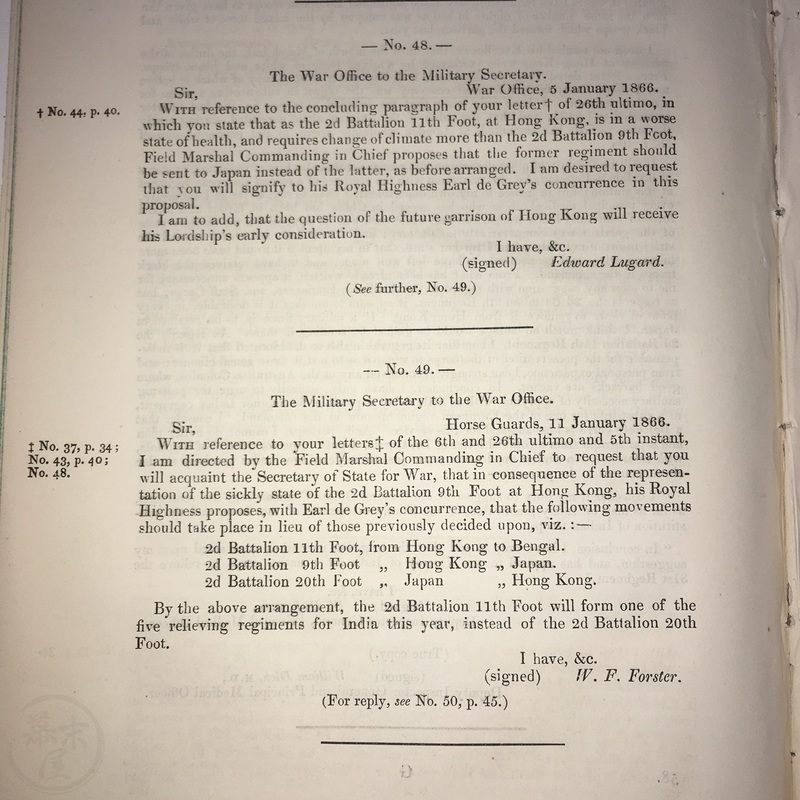 — No. 48. —
The War Office to the Military Secretary.
Sir, War Office, 5 January 1866.
† No. 44, p. 40.
WITH reference to the concluding paragraph of your letter† of 26th ultimo, in
which you state that as the 2d Battalion 11th Foot, at Hong Kong, is in a worse
state of health, and requires change of climate more than the 2d Battalion 9th Foot,
Field Marshal Commanding in Chief proposes that the former regiment should
be sent to Japan instead of the latter, as before arranged. I am desired to request
that you will signify to his Royal Highness Earl de Grey's concurrence in this
proposal.
I am to add, that the question of the future garrison of Hong Kong will receive
his Lordship's early consideration.
I have, &c.
(signed) Edward Lugard.
(See further, No. 49.)
— No. 49. —
The Military Secretary to the War Office.
Sir, Horse Guards, 11 January 1866.
‡ No. 37, p. 34;
No. 43, p. 40;
No. 48.
WITH reference to your letters‡ of the 6th and 26th ultimo and 5th instant,
I am directed by the Field Marshal Commanding in Chief to request that you
will acquaint the Secretary of State for War, that in consequence of the represen-
tation of the sickly state of the 2d Battalion 9th Foot at Hong Kong, his Royal
Highness proposes, with Earl de Grey's concurrence, that the following movements
should take place in lieu of those previously decided upon, viz. :—
2d Battalion 11th Foot, from Hong Kong to Bengal.
2d Battalion 9th Foot „ Hong Kong „ Japan.
2d Battalion 20th Foot „ Japan „ Hong Kong.
By the above arrangement, the 2d Battalion 11th Foot will form one of the
five relieving regiments for India this year, instead of the 2d Battalion 20th
Foot.
I have, &c.
(signed) W. F. Forster.
(For reply, see No. 50, p. 45.)
幕末屋